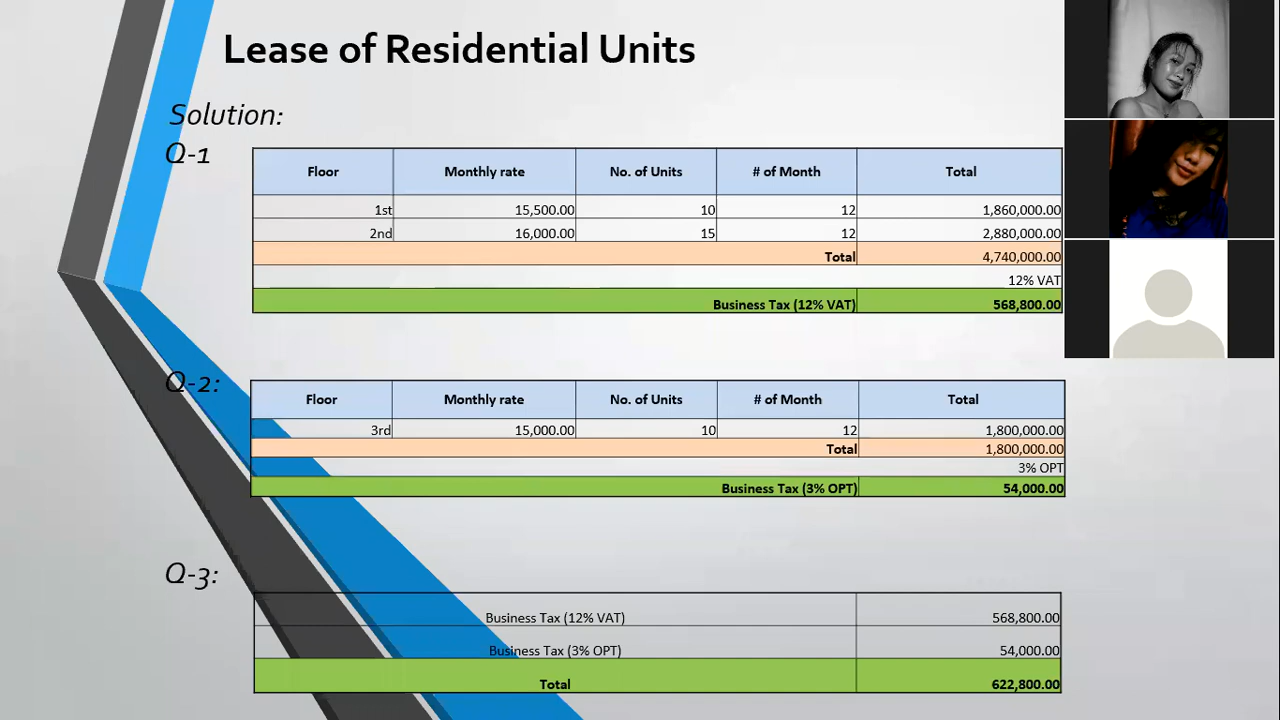 Lease of Residential Units
Solution:
Q-1
Floor Monthly rate No. of Units # of Month Total
1st 15,500.00 10 12 1,860,000.00
2nd 16,000.00 15 12 2,880,000.00
Total 4,740,000.00
12% VAT
Business Tax (12% VAT) 568,800.00
Q-2:
Floor Monthly rate No. of Units # of Month Total
3rd 15,000.00 10 12 1,800,000.00
Total 1,800,000.00
3% OPT
Business Tax (3% OPT) 54,000.00
Q-3:
Business Tax (12% VAT) 568,800.00
Business Tax (3% OPT) 54,000.00
Total 622,800.00